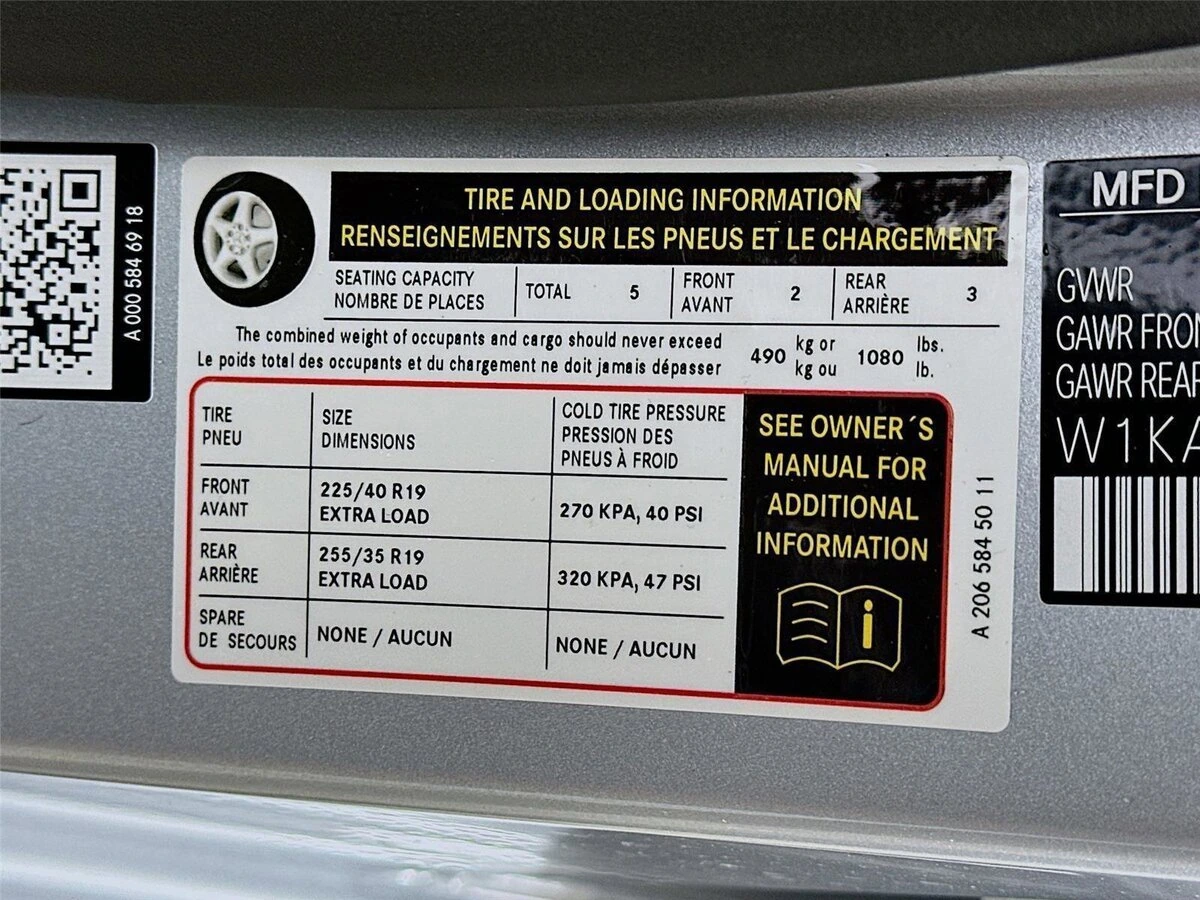 A 000 584 69 18
TIRE AND LOADING INFORMATION
RENSEIGNEMENTS SUR LES PNEUS ET LE CHARGEMENT
SEATING CAPACITY
NOMBRE DE PLACES
TOTAL 5
FRONT
AVANT
2
REAR
ARRIÈRE
3
The combined weight of occupants and cargo should never exceed
Le poids total des occupants et du chargement ne doit jamais dépasser
490
kg or
kg ou
1080
lbs.
lb.
TIRE
PNEU
SIZE
DIMENSIONS
COLD TIRE PRESSURE
PRESSION DES
PNEUS À FROID
FRONT
AVANT
225/40 R19
EXTRA LOAD
270 KPA, 40 PSI
REAR
ARRIÈRE
255/35 R19
EXTRA LOAD
320 KPA, 47 PSI
SPARE
DE SECOURS
NONE / AUCUN
NONE / AUCUN
SEE OWNER´S
MANUAL FOR
ADDITIONAL
INFORMATION
A 206 584 50 11
MFD
GVWR
GAWR FRON
GAWR REAR
W1KA